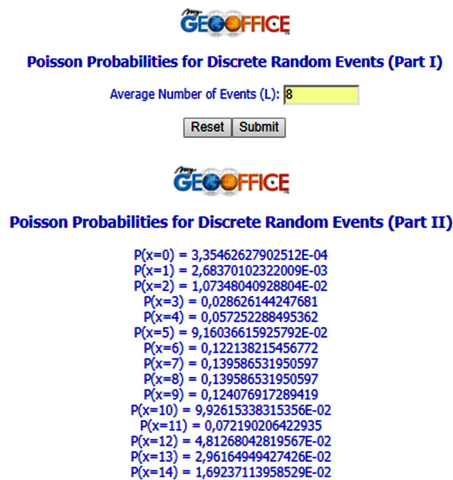 my
GEOOFFICE
Poisson Probabilities for Discrete Random Events (Part I)
Average Number of Events (L): 8
Reset Submit
my
GEOOFFICE
Poisson Probabilities for Discrete Random Events (Part II)
P(x=0) = 3,35462627902512E-04
P(x=1) = 2,68370102322009E-03
P(x=2) = 1,07348040928804E-02
P(x=3) = 0,028626144247681
P(x=4) = 0,057252288495362
P(x=5) = 9,16036615925792E-02
P(x=6) = 0,122138215456772
P(x=7) = 0,139586531950597
P(x=8) = 0,139586531950597
P(x=9) = 0,124076917289419
P(x=10) = 9,92615338315356E-02
P(x=11) = 0,072190206422935
P(x=12) = 4,81268042819567E-02
P(x=13) = 2,96164949427426E-02
P(x=14) = 1,69237113958529E-02